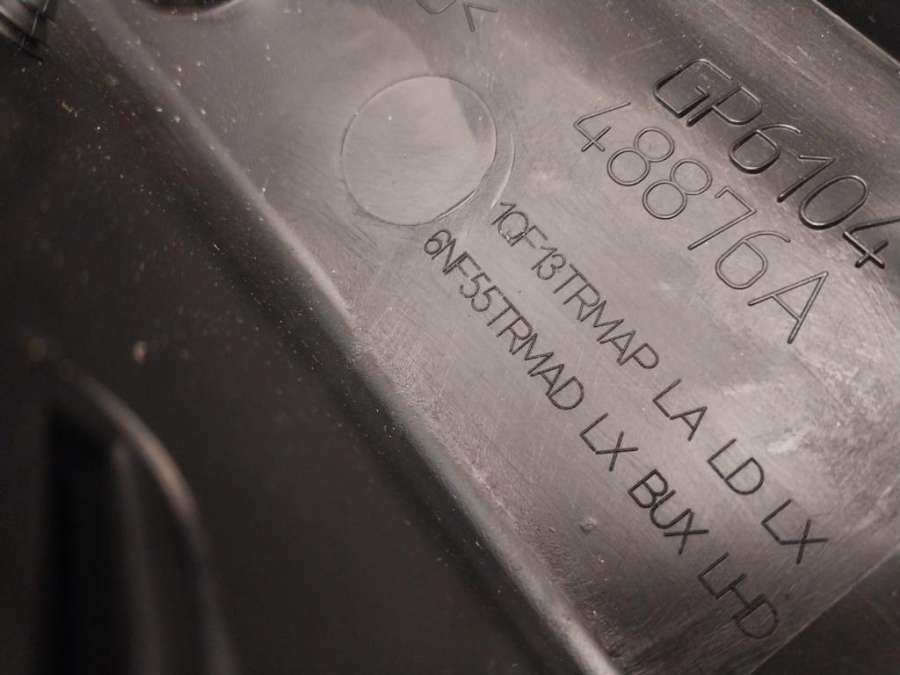 GP6104
48876A
1QF13TRMAP LA LD LX
6NF55TRMAD LX BUX LHD